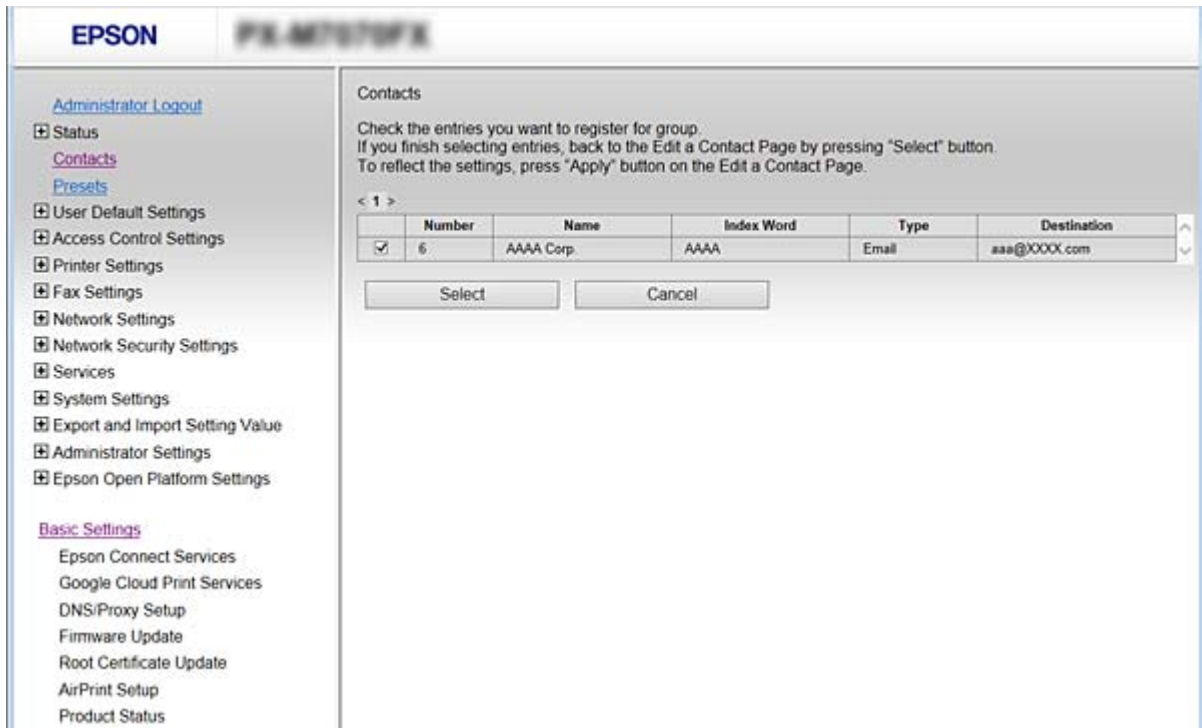 EPSON
Administrator Logout
Status
Contacts
Presets
User Default Settings
Access Control Settings
Printer Settings
Fax Settings
Network Settings
Network Security Settings
Services
System Settings
Export and Import Setting Value
Administrator Settings
Epson Open Platform Settings
Basic Settings
Epson Connect Services
Google Cloud Print Services
DNS/Proxy Setup
Firmware Update
Root Certificate Update
AirPrint Setup
Product Status
Contacts
Check the entries you want to register for group.
If you finish selecting entries, back to the Edit a Contact Page by pressing "Select" button.
To reflect the settings, press "Apply" button on the Edit a Contact Page.
< 1 >
Number Name Index Word Type Destination
6 AAAA Corp. AAAA Email aaa@XXXX.com
Select Cancel